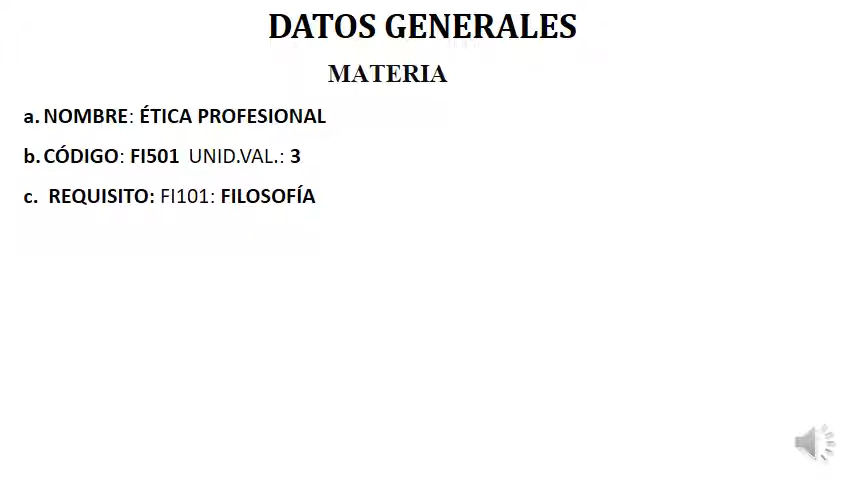 DATOS GENERALES
MATERIA
a. NOMBRE: ÉTICA PROFESIONAL
b. CÓDIGO: FI501 UNID.VAL.: 3
c. REQUISITO: FI101: FILOSOFÍA